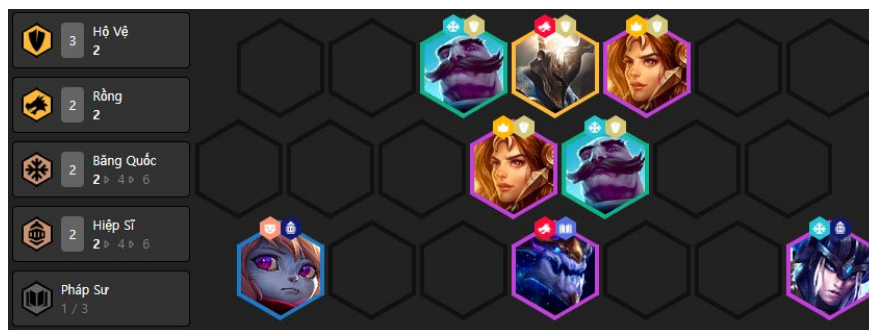 3
Hộ Vệ
2
2
Rồng
2
2
Băng Quốc
2 4 6
2
Hiệp Sĩ
2 4 6
Pháp Sư
1 / 3